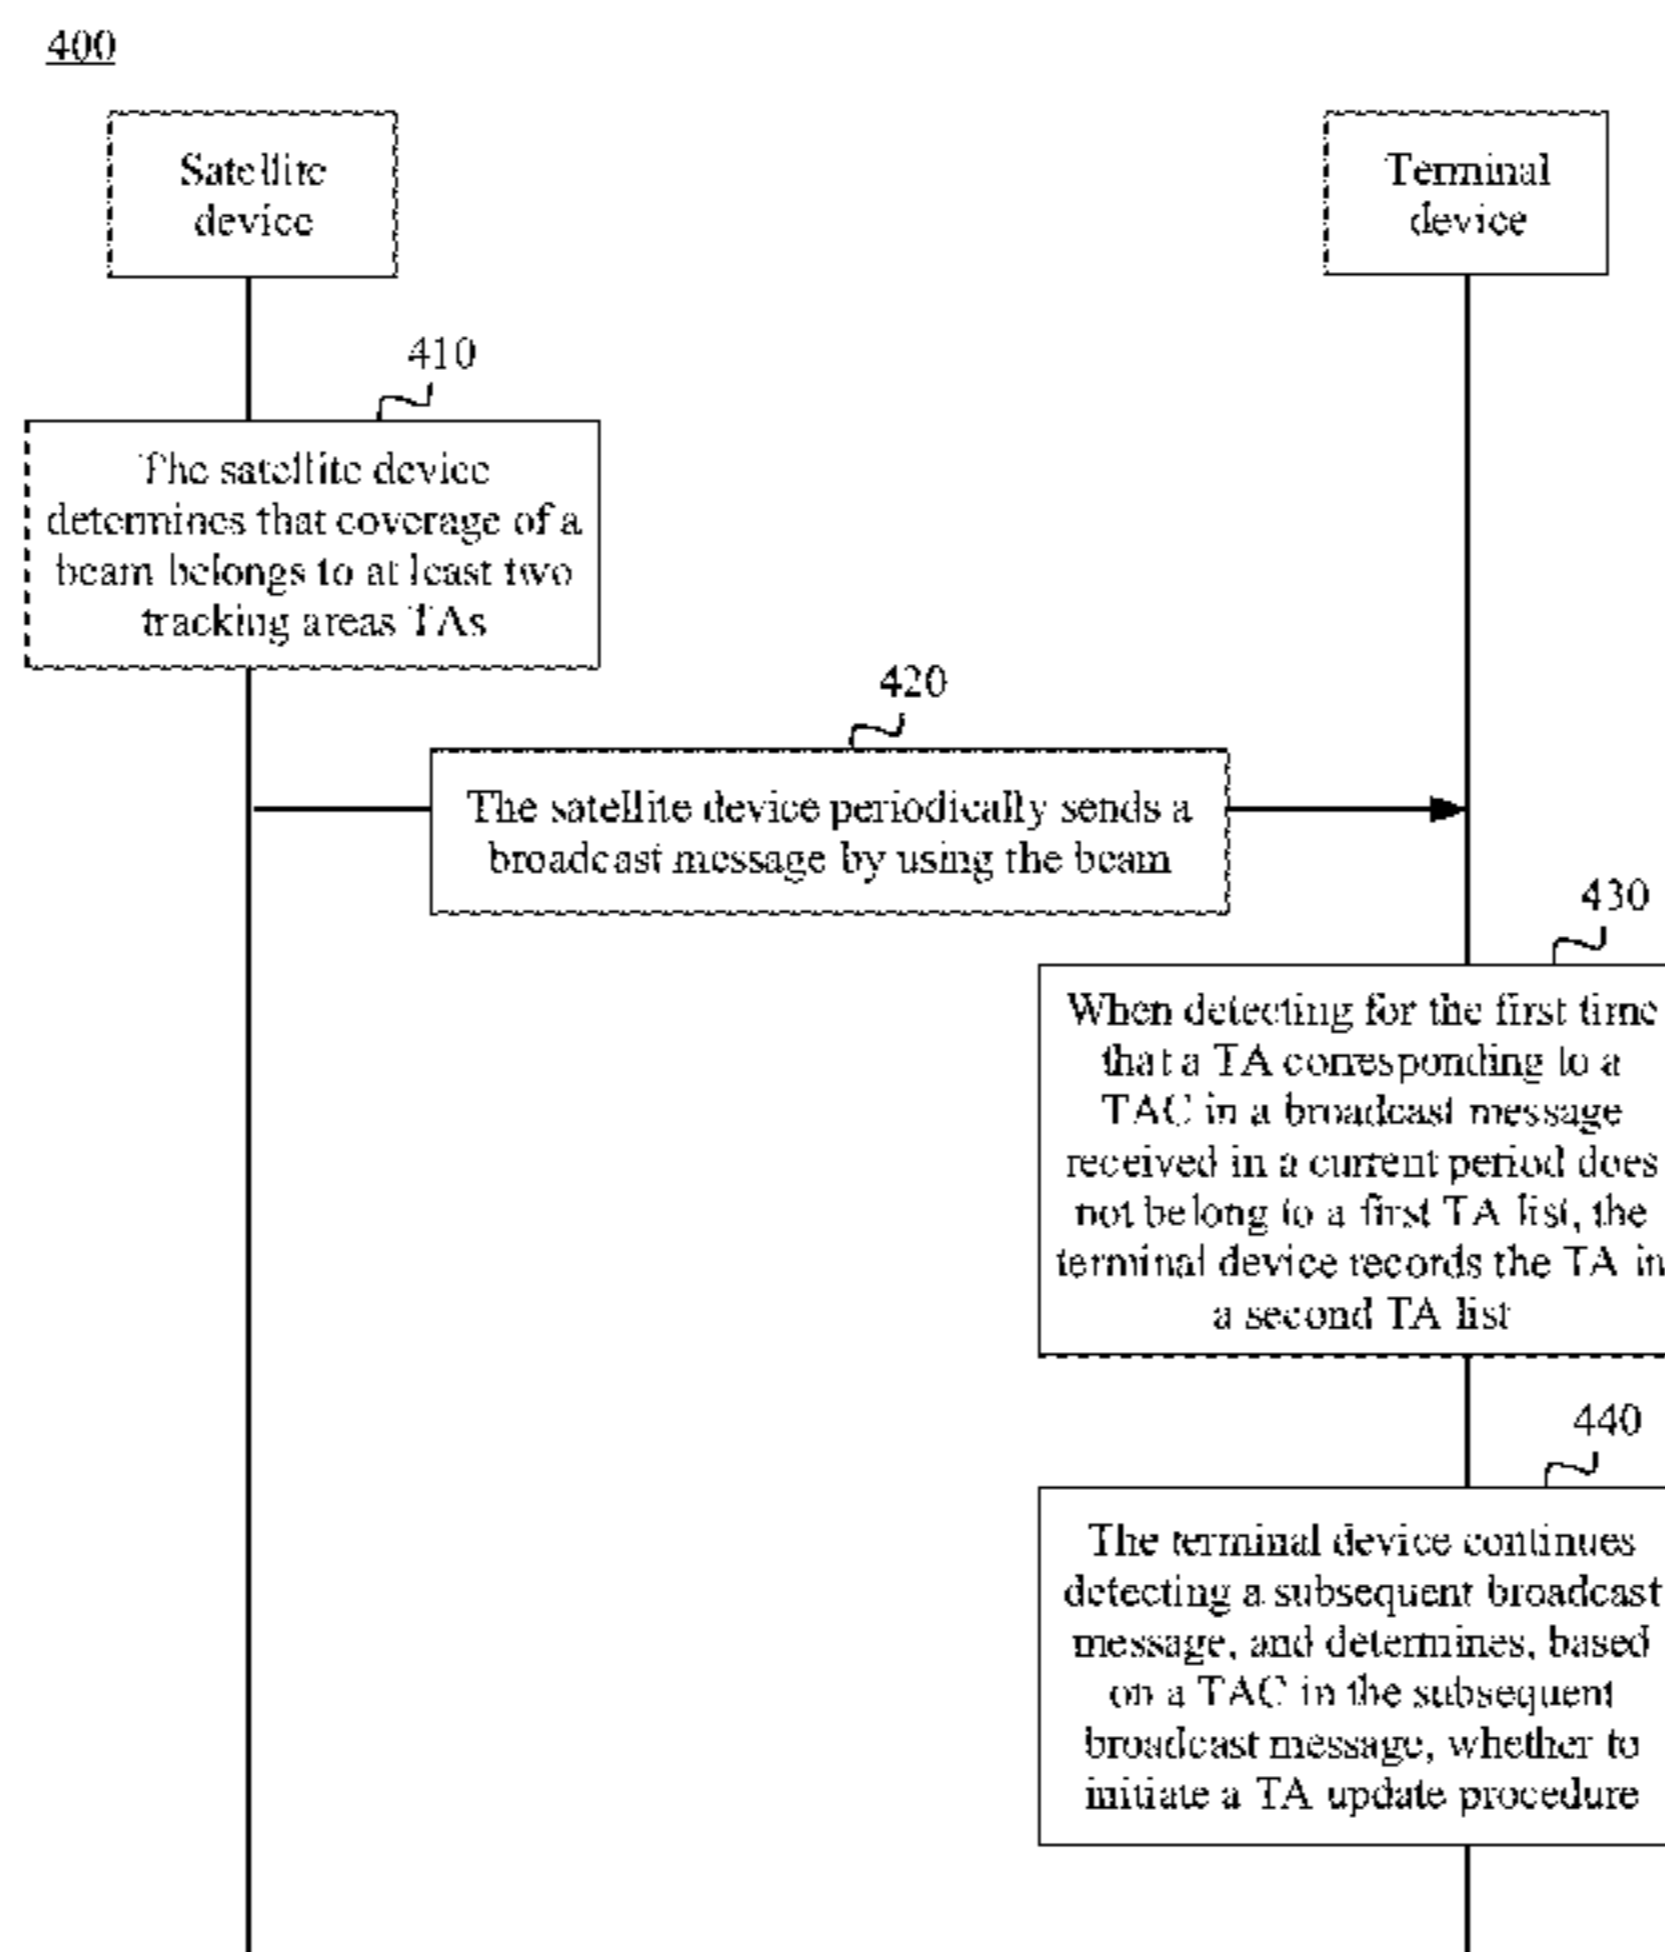 400
Satellite
device
Terminal
device
410
The satellite device
determines that coverage of a
beam belongs to at least two
tracking areas TAs
420
The satellite device periodically sends a
broadcast message by using the beam
430
When detecting for the first time
that a TA corresponding to a
TAC in a broadcast message
received in a current period does
not belong to a first TA list, the
terminal device records the TA in
a second TA list
440
The terminal device continues
detecting a subsequent broadcast
message, and determines, based
on a TAC in the subsequent
broadcast message, whether to
initiate a TA update procedure